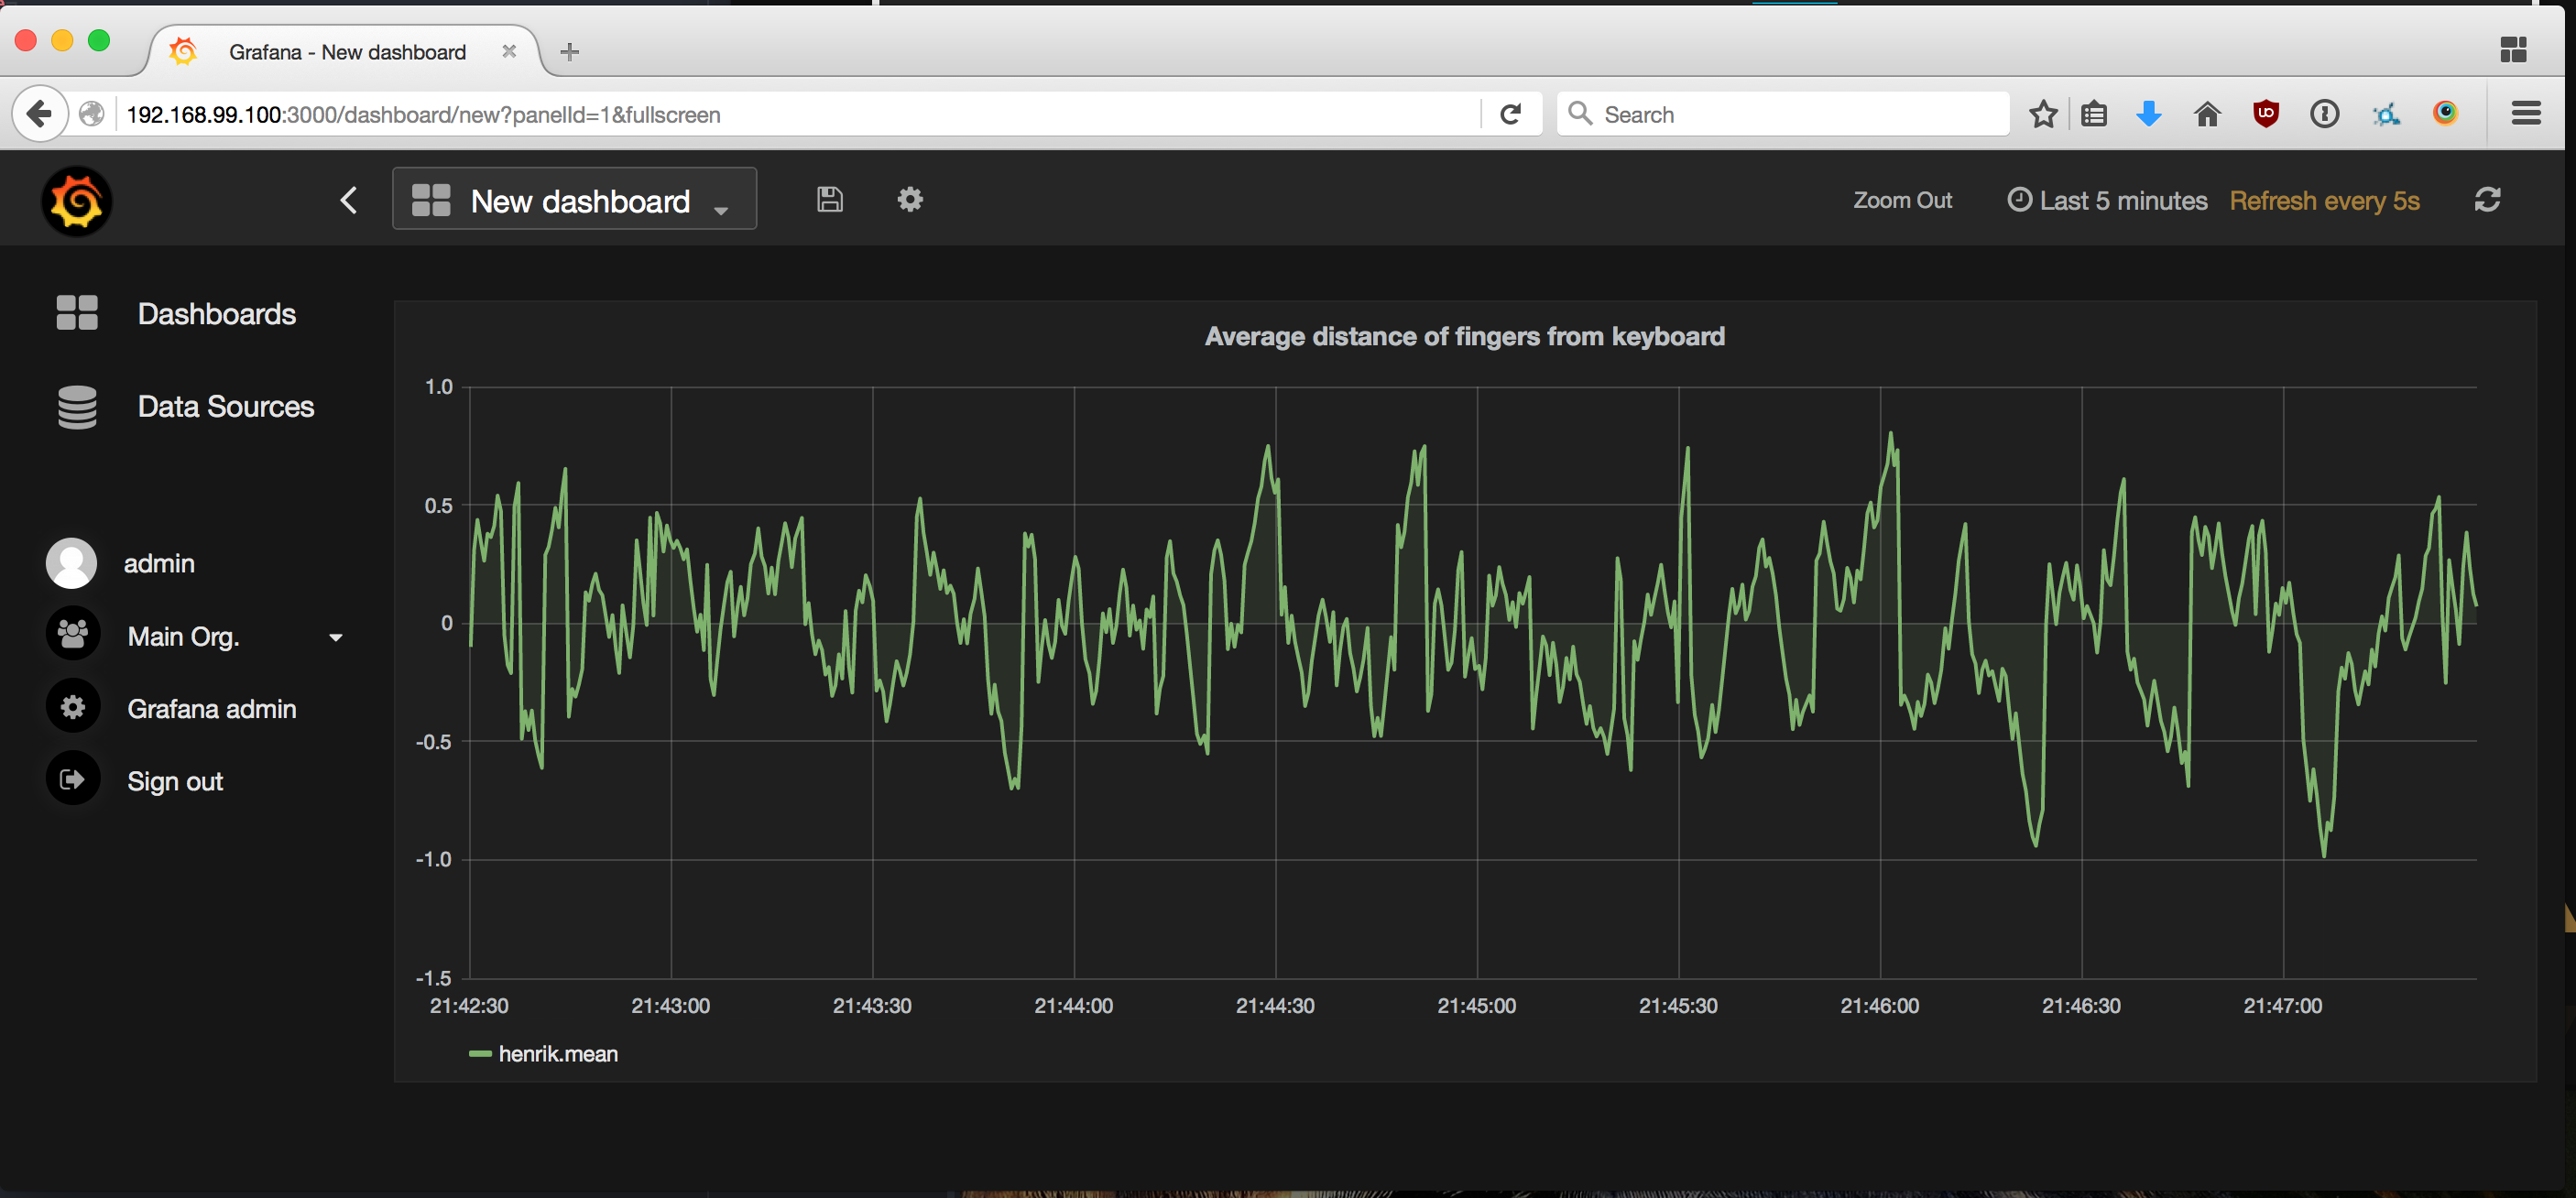 Grafana - New dashboard
192.168.99.100:3000/dashboard/new?panelId=1&fullscreen
Search
New dashboard
Zoom Out
Last 5 minutes
Refresh every 5s
Dashboards
Data Sources
admin
Main Org.
Grafana admin
Sign out
Average distance of fingers from keyboard
1.0
0.5
0
-0.5
-1.0
-1.5
21:42:30 21:43:00 21:43:30 21:44:00 21:44:30 21:45:00 21:45:30 21:46:00 21:46:30 21:47:00
henrik.mean